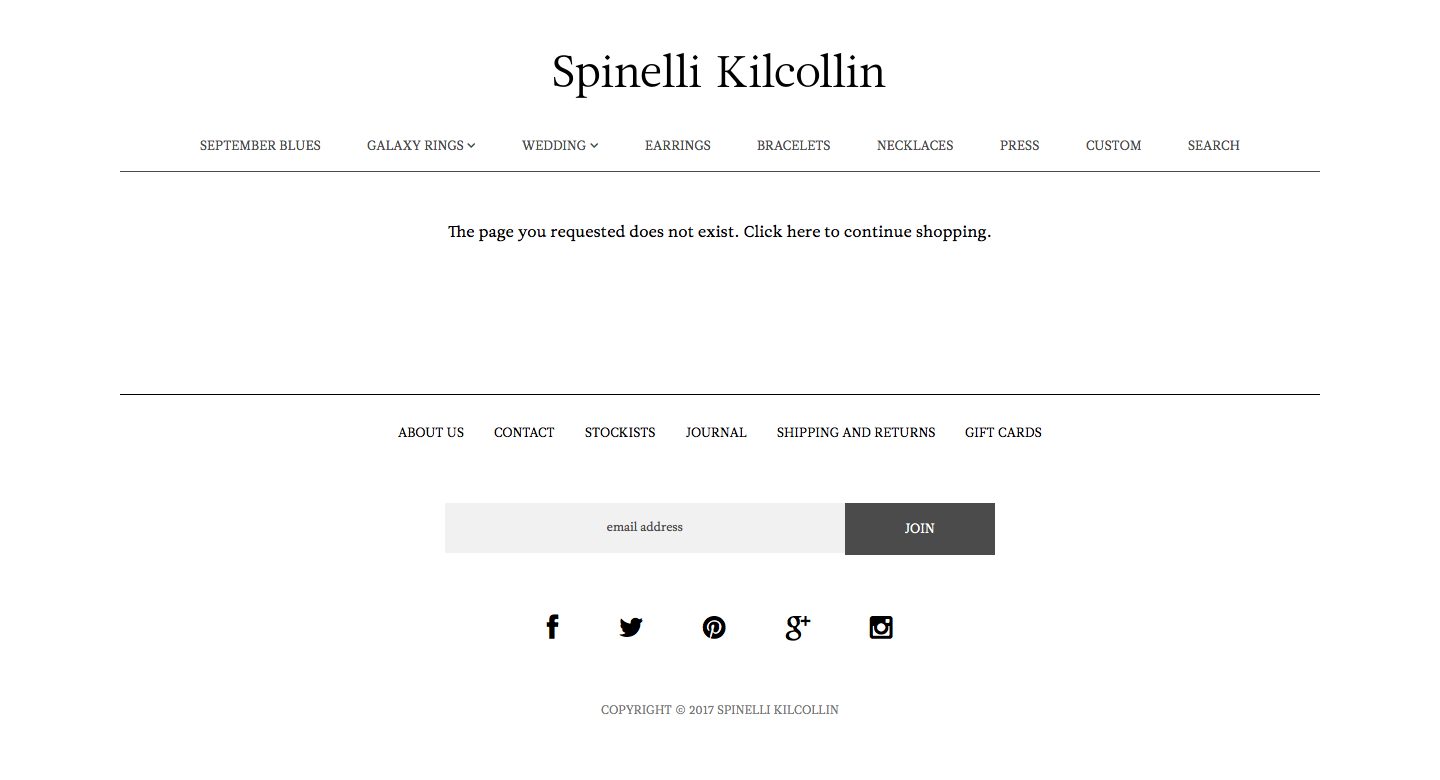 Spinelli Kilcollin
SEPTEMBER BLUES GALAXY RINGS WEDDING EARRINGS BRACELETS NECKLACES PRESS CUSTOM SEARCH
The page you requested does not exist. Click here to continue shopping.
ABOUT US CONTACT STOCKISTS JOURNAL SHIPPING AND RETURNS GIFT CARDS
email address JOIN
COPYRIGHT © 2017 SPINELLI KILCOLLIN